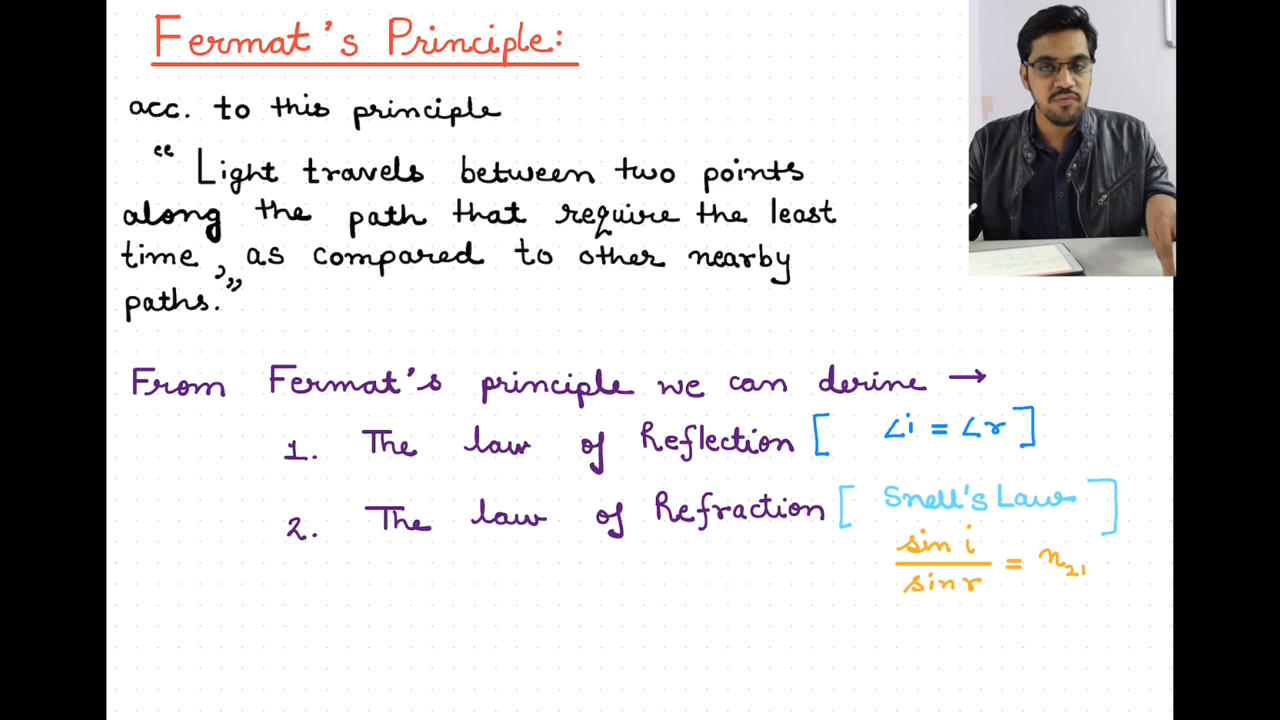 Fermat's Principle:
acc. to this principle
“ Light travels between two points
along the path that require the least
time, as compared to other nearby
paths.”
From Fermat's principle we can derine →
1. The law of Reflection [ ∠i = ∠r ]
2. The law of Refraction [ Snell's Law ]
sin i / sin r = n₂₁